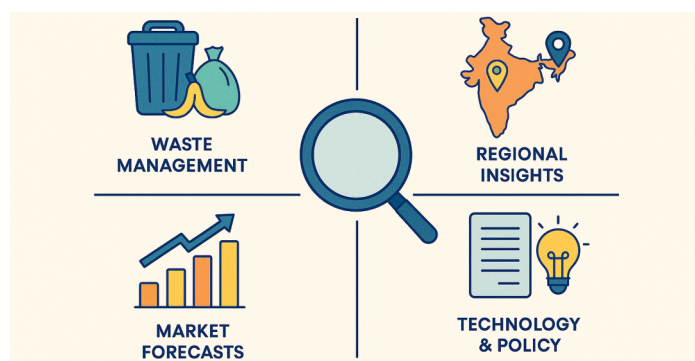 WASTE
MANAGEMENT
REGIONAL
INSIGHTS
MARKET
FORECASTS
TECHNOLOGY
& POLICY